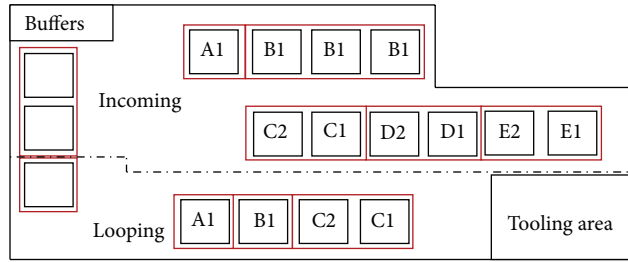 Buffers
A1 B1 B1 B1
Incoming
C2 C1 D2 D1 E2 E1
A1 B1 C2 C1
Looping
Tooling area